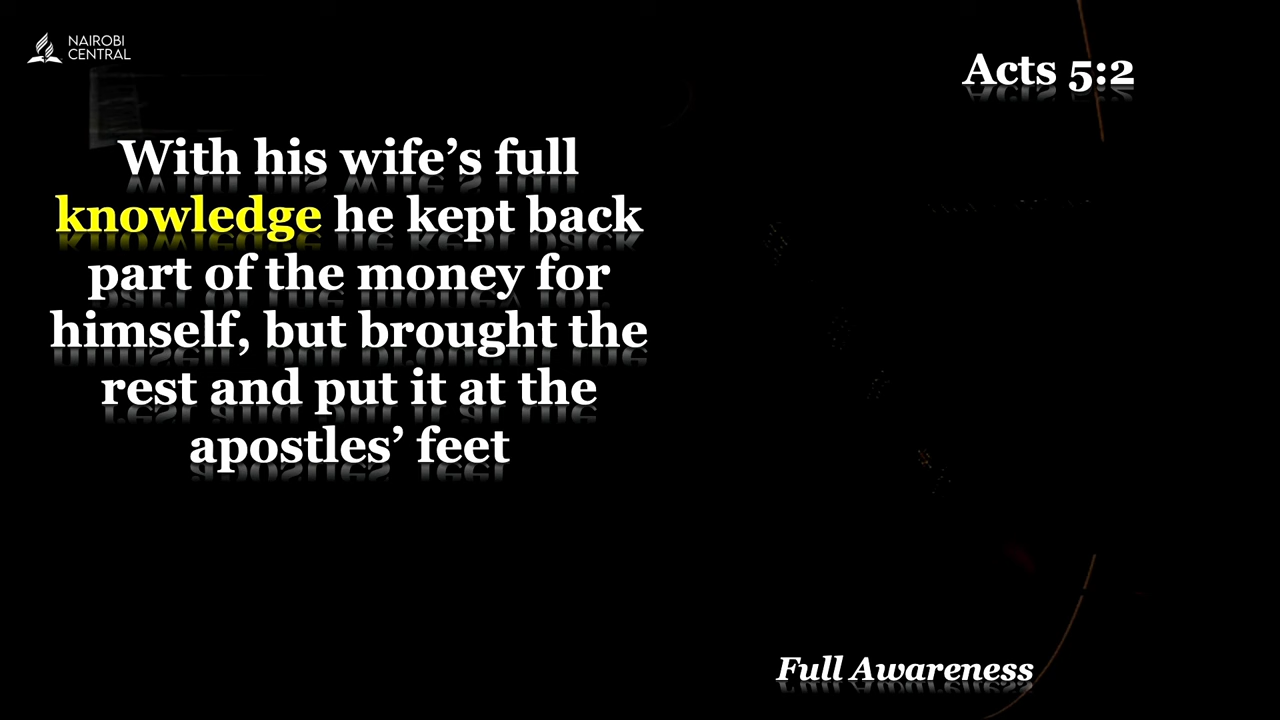 NAIROBI
CENTRAL
Acts 5:2
With his wife’s full
knowledge he kept back
part of the money for
himself, but brought the
rest and put it at the
apostles’ feet
Full Awareness